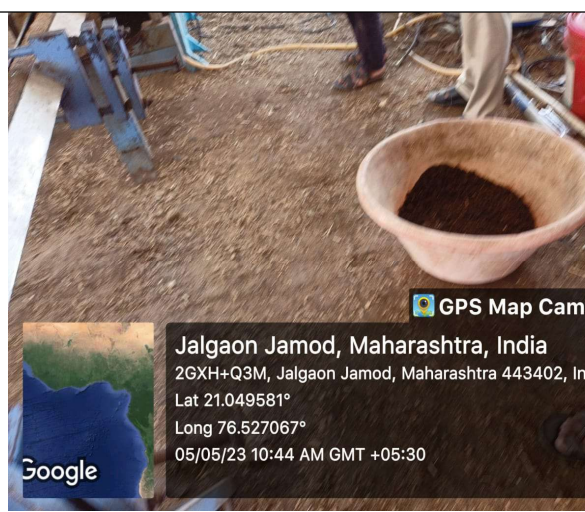 GPS Map Cam
Jalgaon Jamod, Maharashtra, India
2GXH+Q3M, Jalgaon Jamod, Maharashtra 443402, In
Lat 21.049581°
Long 76.527067°
05/05/23 10:44 AM GMT +05:30
Google